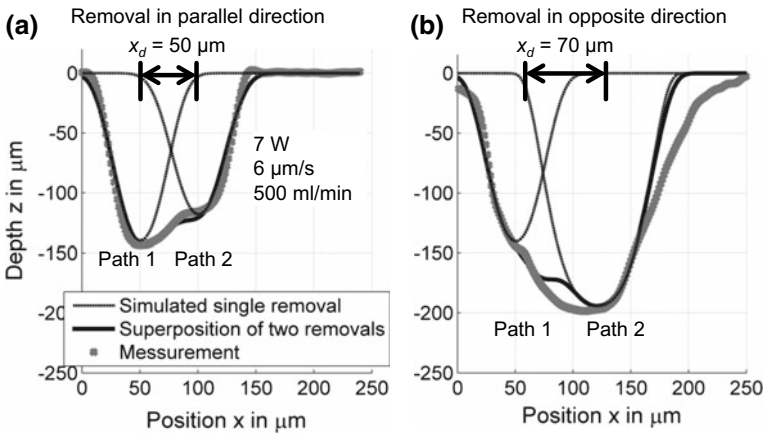 (a)
Removal in parallel direction
x_d = 50 µm
0
-50
-100
-150
-200
-250
Depth z in µm
7 W
6 µm/s
500 ml/min
Path 1
Path 2
Simulated single removal
Superposition of two removals
Messurement
0 50 100 150 200 250
Position x in µm
(b)
Removal in opposite direction
x_d = 70 µm
0
-50
-100
-150
-200
-250
Path 1
Path 2
0 50 100 150 200 250
Position x in µm